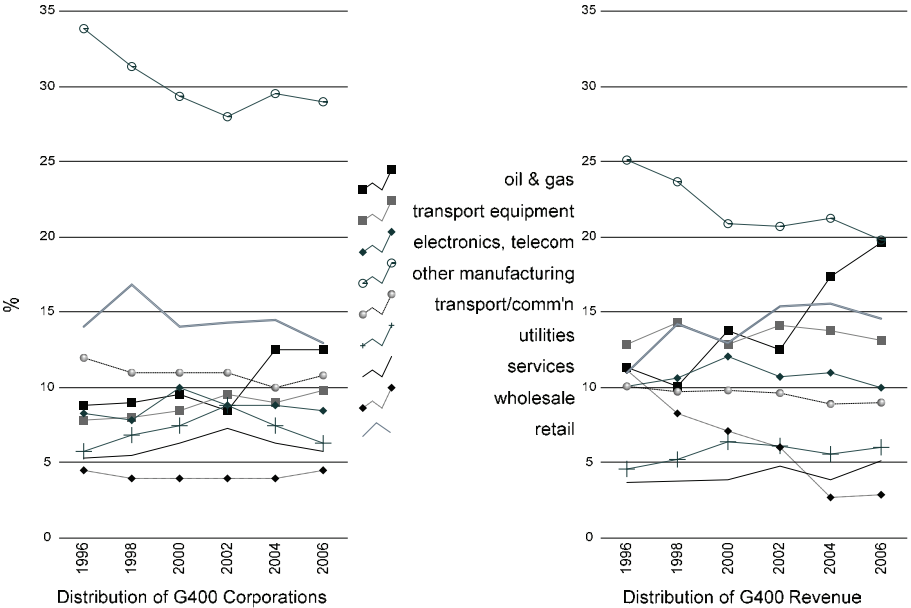 35
30
25
20
15
10
5
0
%
1996
1998
2000
2002
2004
2006
Distribution of G400 Corporations
oil & gas
transport equipment
electronics, telecom
other manufacturing
transport/comm'n
utilities
services
wholesale
retail
35
30
25
20
15
10
5
0
1996
1998
2000
2002
2004
2006
Distribution of G400 Revenue